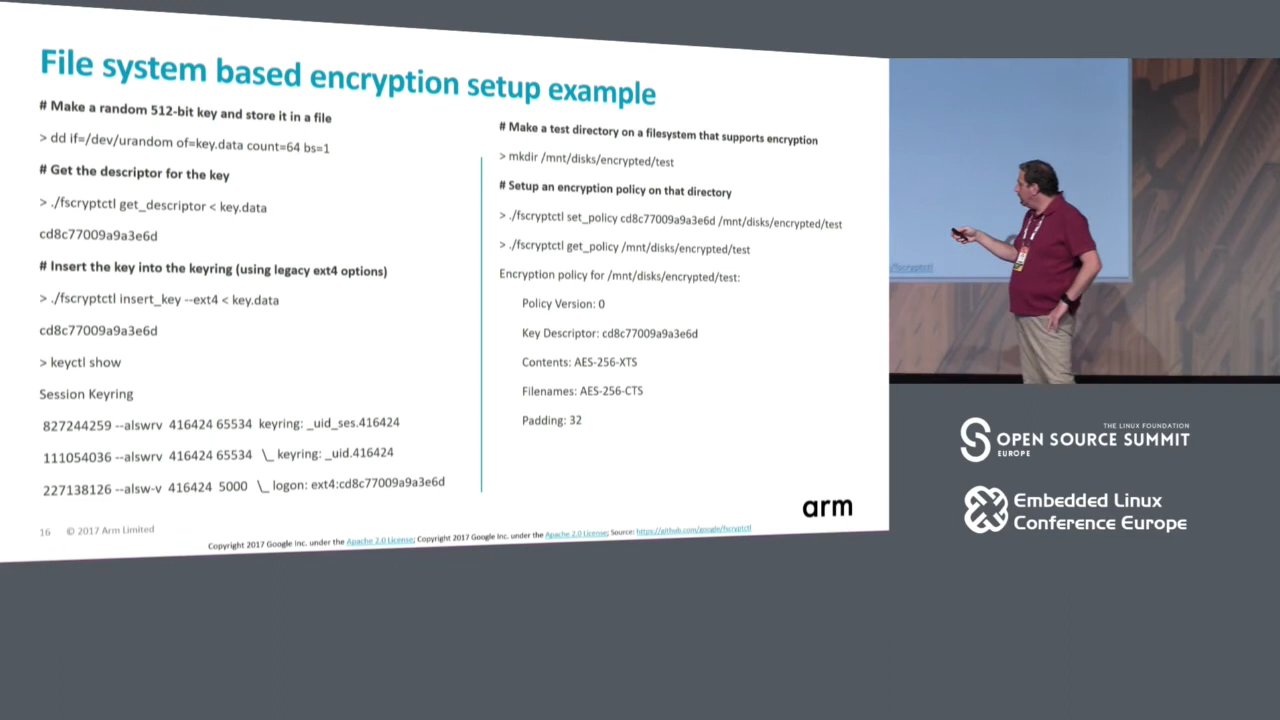 File system based encryption setup example
# Make a random 512-bit key and store it in a file
> dd if=/dev/urandom of=key.data count=64 bs=1
# Get the descriptor for the key
> ./fscryptctl get_descriptor < key.data
cd8c77009a9a3e6d
# Insert the key into the keyring (using legacy ext4 options)
> ./fscryptctl insert_key --ext4 < key.data
cd8c77009a9a3e6d
> keyctl show
Session Keyring
827244259 --alswrv 416424 65534 keyring: _uid_ses.416424
111054036 --alswrv 416424 65534 \_ keyring: _uid.416424
227138126 --alsw-v 416424 5000 \_ logon: ext4:cd8c77009a9a3e6d
# Make a test directory on a filesystem that supports encryption
> mkdir /mnt/disks/encrypted/test
# Setup an encryption policy on that directory
> ./fscryptctl set_policy cd8c77009a9a3e6d /mnt/disks/encrypted/test
> ./fscryptctl get_policy /mnt/disks/encrypted/test
Encryption policy for /mnt/disks/encrypted/test:
Policy Version: 0
Key Descriptor: cd8c77009a9a3e6d
Contents: AES-256-XTS
Filenames: AES-256-CTS
Padding: 32
arm
16 © 2017 Arm Limited
Copyright 2017 Google Inc. under the Apache 2.0 License; Copyright 2017 Google Inc. under the Apache 2.0 License; Source: https://github.com/google/fscryptctl
/fscryptctl
THE LINUX FOUNDATION
OPEN SOURCE SUMMIT
EUROPE
Embedded Linux
Conference Europe